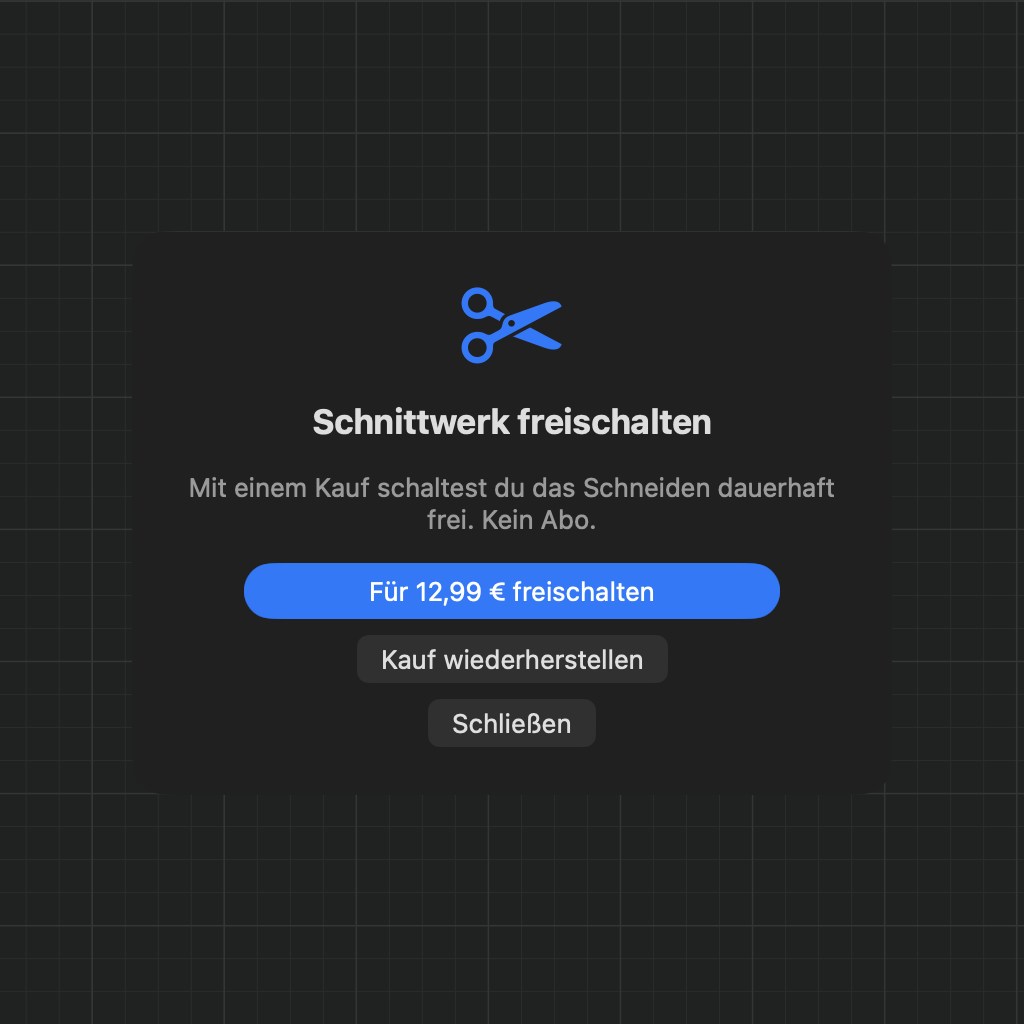 Schnittwerk freischalten
Mit einem Kauf schaltest du das Schneiden dauerhaft
frei. Kein Abo.
Für 12,99 € freischalten
Kauf wiederherstellen
Schließen